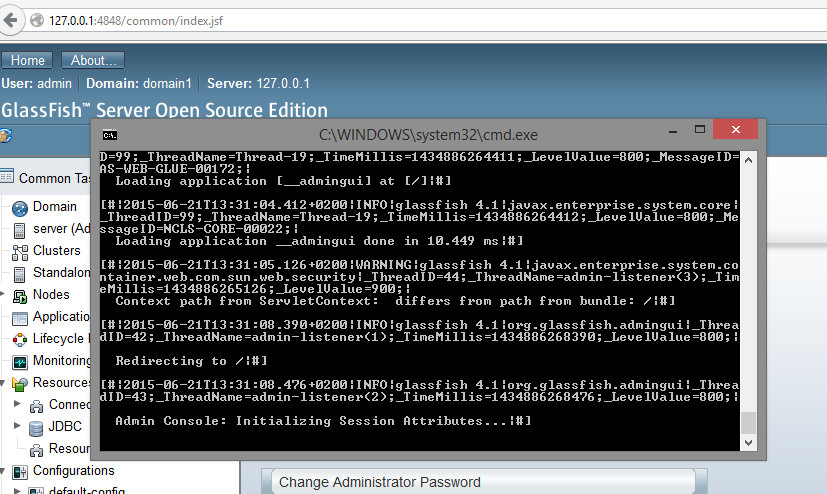 127.0.0.1:4848/common/index.jsf
Home About...
User: admin Domain: domain1 Server: 127.0.0.1
GlassFish™ Server Open Source Edition
C:\WINDOWS\system32\cmd.exe
D=99;_ThreadName=Thread-19;_TimeMillis=1434886264411;_LevelValue=800;_MessageID=
AS-WEB-GLUE-00172;¦
Loading application [__admingui] at [/]¦#]
[#¦2015-06-21T13:31:04.412+0200¦INFO¦glassfish 4.1¦javax.enterprise.system.core¦
_ThreadID=99;_ThreadName=Thread-19;_TimeMillis=1434886264412;_LevelValue=800;_Me
ssageID=NCLS-CORE-00022;¦
Loading application __admingui done in 10.449 ms¦#]
[#¦2015-06-21T13:31:05.126+0200¦WARNING¦glassfish 4.1¦javax.enterprise.system.co
ntainer.web.com.sun.web.security¦_ThreadID=44;_ThreadName=admin-listener(3);_Tim
eMillis=1434886265126;_LevelValue=900;¦
Context path from ServletContext:  differs from path from bundle: /¦#]
[#¦2015-06-21T13:31:08.390+0200¦INFO¦glassfish 4.1¦org.glassfish.admingui¦_Threa
dID=42;_ThreadName=admin-listener(1);_TimeMillis=1434886268390;_LevelValue=800;¦
Redirecting to /¦#]
[#¦2015-06-21T13:31:08.476+0200¦INFO¦glassfish 4.1¦org.glassfish.admingui¦_Threa
dID=43;_ThreadName=admin-listener(2);_TimeMillis=1434886268476;_LevelValue=800;¦
Admin Console: Initializing Session Attributes...¦#]
Common Tas
Domain
server (Ad
Clusters
Standalon
Nodes
Applicatio
Lifecycle
Monitoring
Resources
Connec
JDBC
Resour
Configurations
default-config
Change Administrator Password